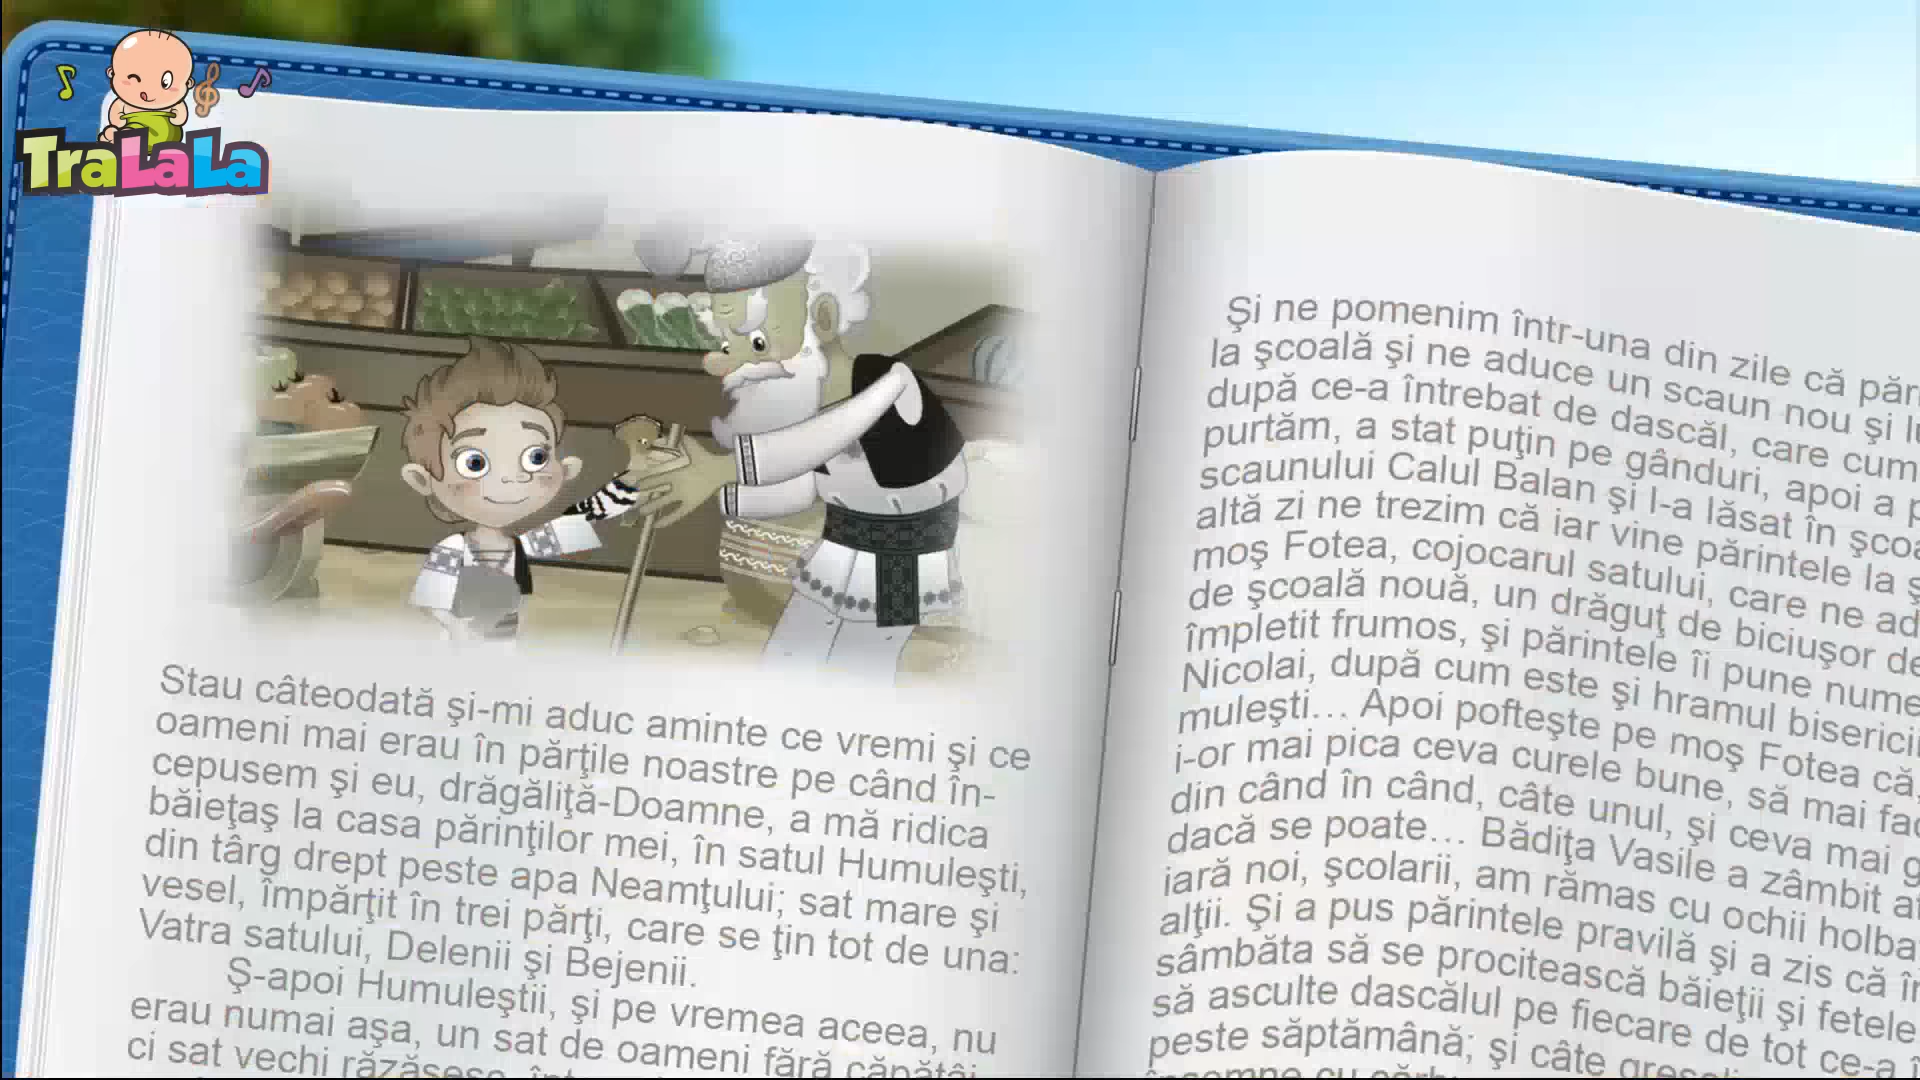 TraLaLa
Stau câteodată şi-mi aduc aminte ce vremi şi ce
oameni mai erau în părţile noastre pe când în-
cepusem şi eu, drăgăliţă-Doamne, a mă ridica
băieţaş la casa părinţilor mei, în satul Humuleşti,
din târg drept peste apa Neamţului; sat mare şi
vesel, împărţit în trei părţi, care se ţin tot de una:
Vatra satului, Delenii şi Bejenii.
Ş-apoi Humuleştii, şi pe vremea aceea, nu
erau numai aşa, un sat de oameni fără căpătâi
ci sat vechi răzăşesc
Şi ne pomenim într-una din zile că
la şcoală şi ne aduce un scaun nou şi
după ce-a întrebat de dascăl, care cum
purtăm, a stat puţin pe gânduri, apoi a
scaunului Calul Balan şi l-a lăsat în
altă zi ne trezim că iar vine părintele la
moş Fotea, cojocarul satului, care ne
de şcoală nouă, un drăguţ de biciuşor
împletit frumos, şi părintele îi pune
Nicolai, după cum este şi hramul
muleşti... Apoi pofteşte pe moş Fotea că,
i-or mai pica ceva curele bune, să mai
din când în când, câte unul, şi ceva mai
dacă se poate... Bădiţa Vasile a zâmbit
iară noi, şcolarii, am rămas cu ochii
alţii. Şi a pus părintele pravilă şi a zis că
sâmbăta să se procitească băieţii şi fetele
să asculte dascălul pe fiecare de tot ce-a
peste săptămână; şi câte